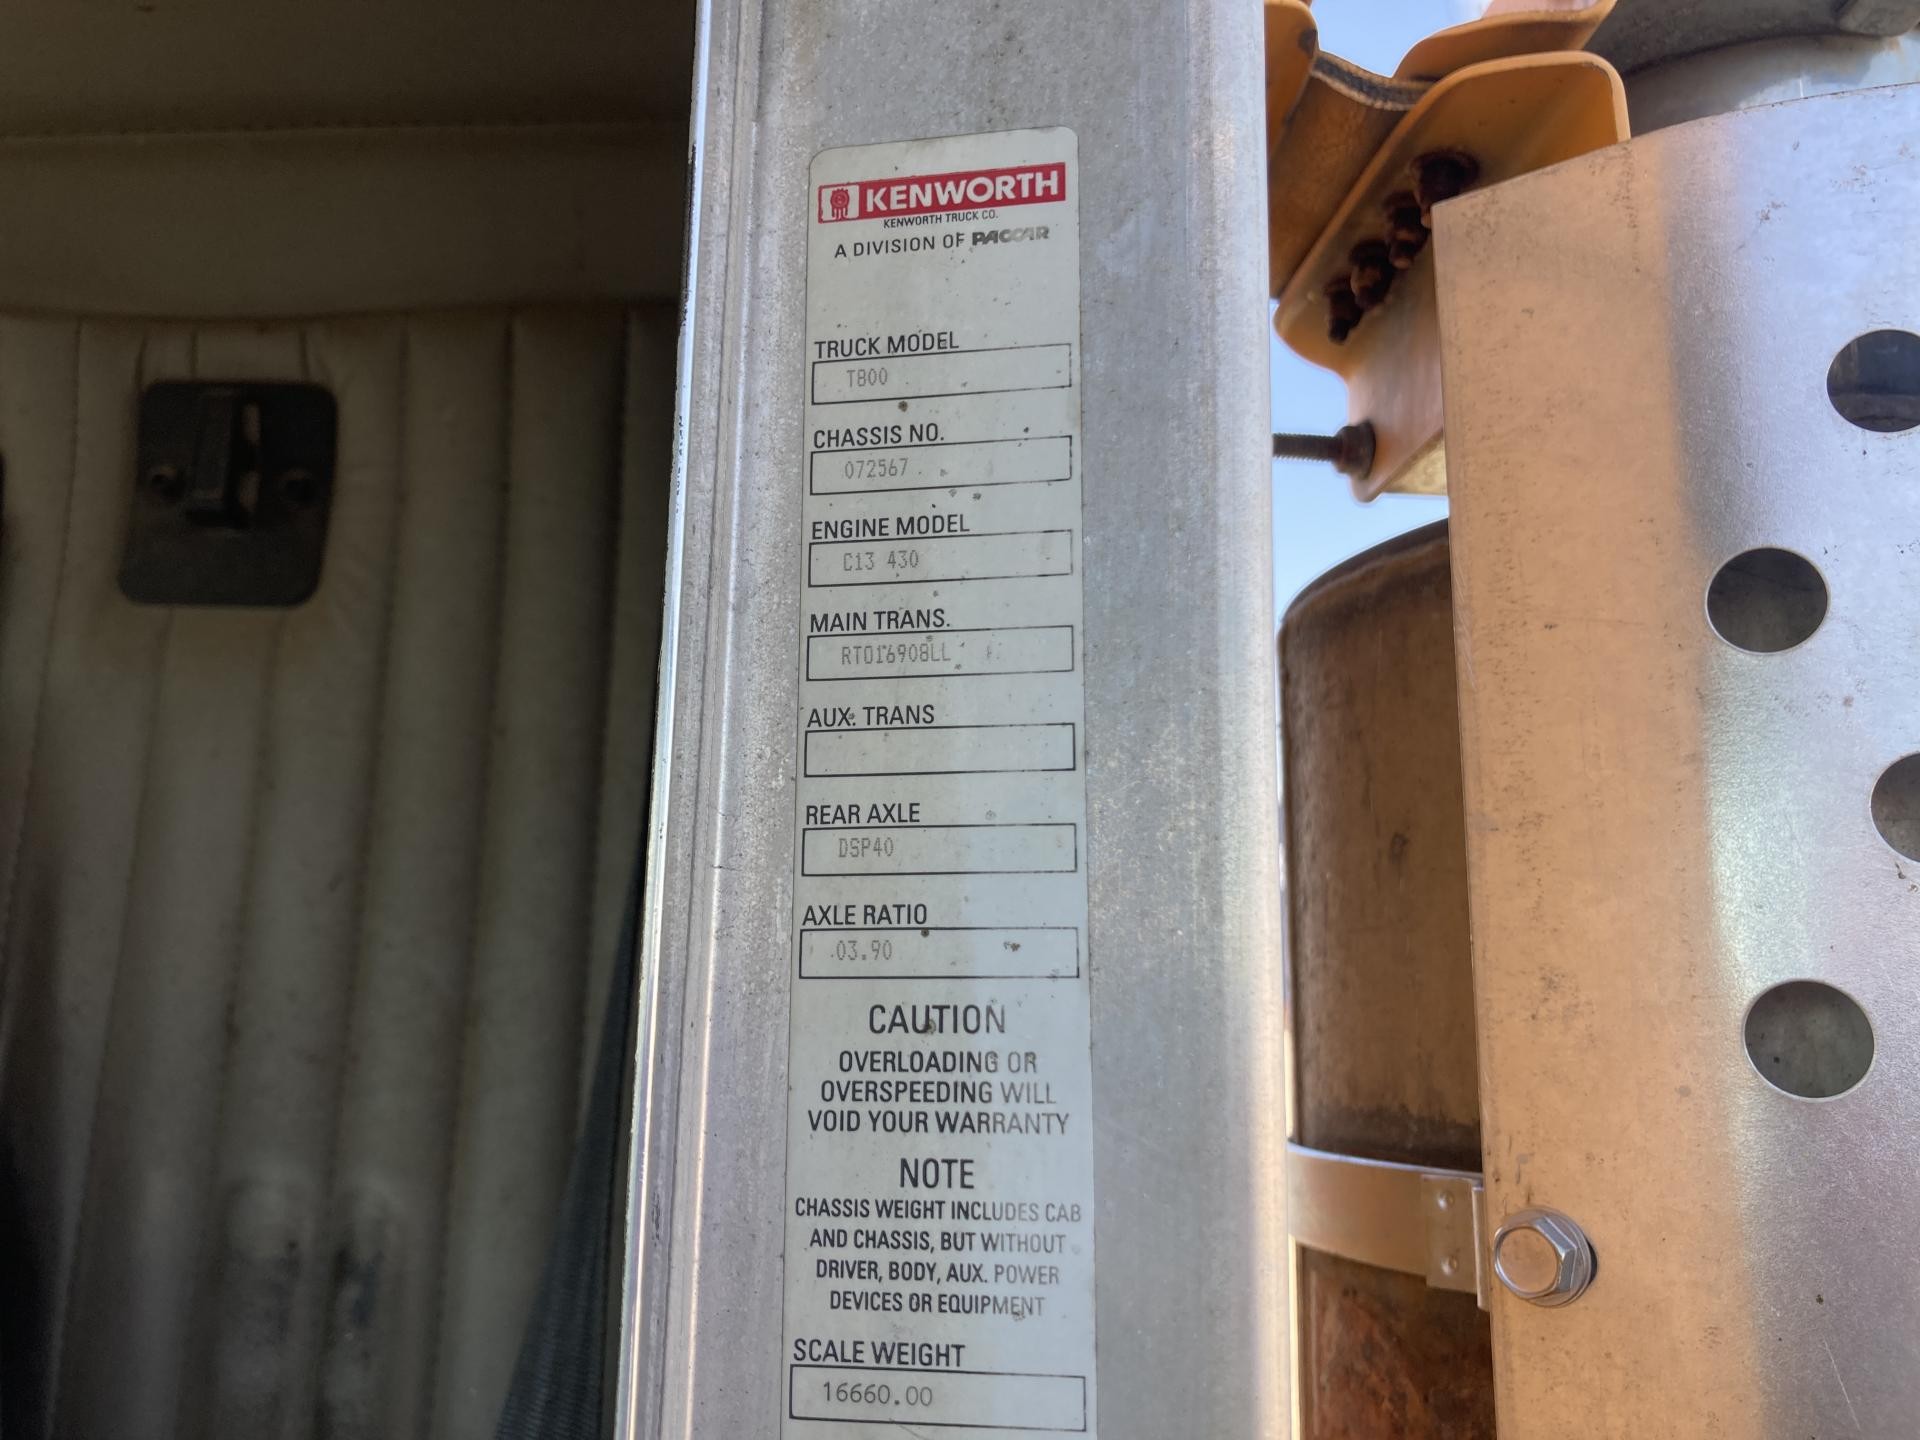 KENWORTH
KENWORTH TRUCK CO.
A DIVISION OF PACCAR
TRUCK MODEL
T800
CHASSIS NO.
072567
ENGINE MODEL
C13 430
MAIN TRANS.
RTO16908LL
AUX. TRANS
REAR AXLE
DSP40
AXLE RATIO
03.90
CAUTION
OVERLOADING OR
OVERSPEEDING WILL
VOID YOUR WARRANTY
NOTE
CHASSIS WEIGHT INCLUDES CAB
AND CHASSIS, BUT WITHOUT
DRIVER, BODY, AUX. POWER
DEVICES OR EQUIPMENT
SCALE WEIGHT
16660.00